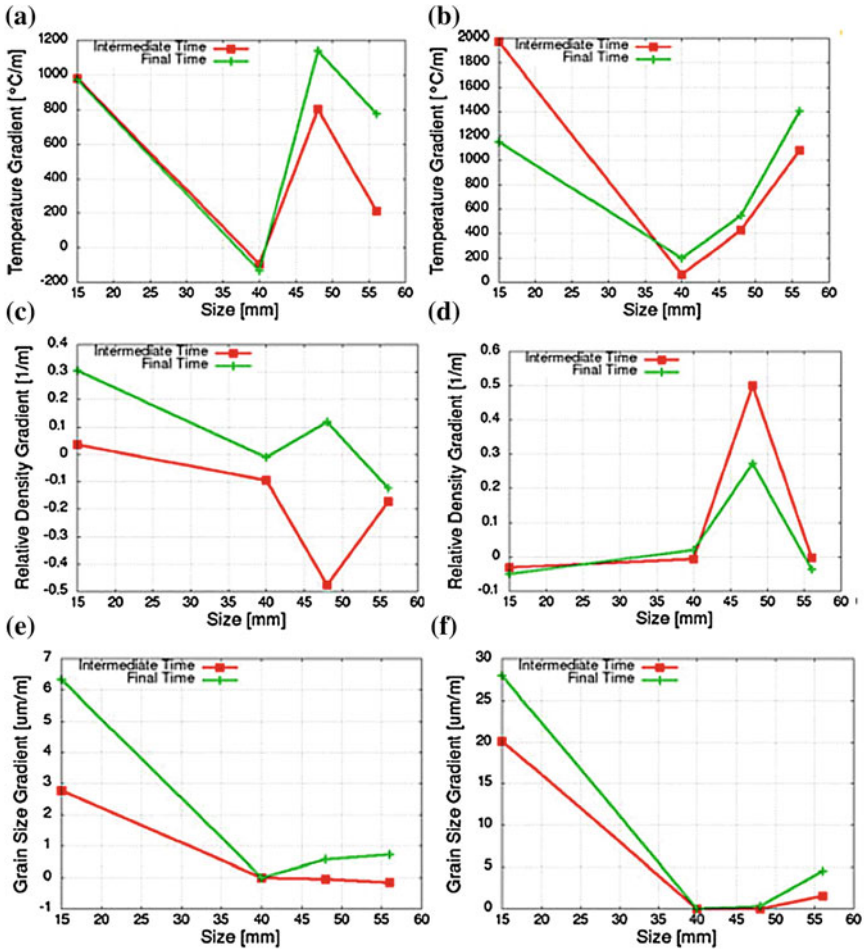 (a)
Temperature Gradient [°C/m]
1200
1000
800
600
400
200
0
-200
Intermediate Time
Final Time
15 20 25 30 35 40 45 50 55 60
Size [mm]
(b)
Temperature Gradient [°C/m]
2000
1800
1600
1400
1200
1000
800
600
400
200
0
Intermediate Time
Final Time
15 20 25 30 35 40 45 50 55 60
Size [mm]
(c)
Relative Density Gradient [1/m]
0.4
0.3
0.2
0.1
0
-0.1
-0.2
-0.3
-0.4
-0.5
Intermediate Time
Final Time
15 20 25 30 35 40 45 50 55 60
Size [mm]
(d)
Relative Density Gradient [1/m]
0.6
0.5
0.4
0.3
0.2
0.1
0
-0.1
Intermediate Time
Final Time
15 20 25 30 35 40 45 50 55 60
Size [mm]
(e)
Grain Size Gradient [um/m]
7
6
5
4
3
2
1
0
-1
Intermediate Time
Final Time
15 20 25 30 35 40 45 50 55 60
Size [mm]
(f)
Grain Size Gradient [um/m]
30
25
20
15
10
5
0
Intermediate Time
Final Time
15 20 25 30 35 40 45 50 55 60
Size [mm]